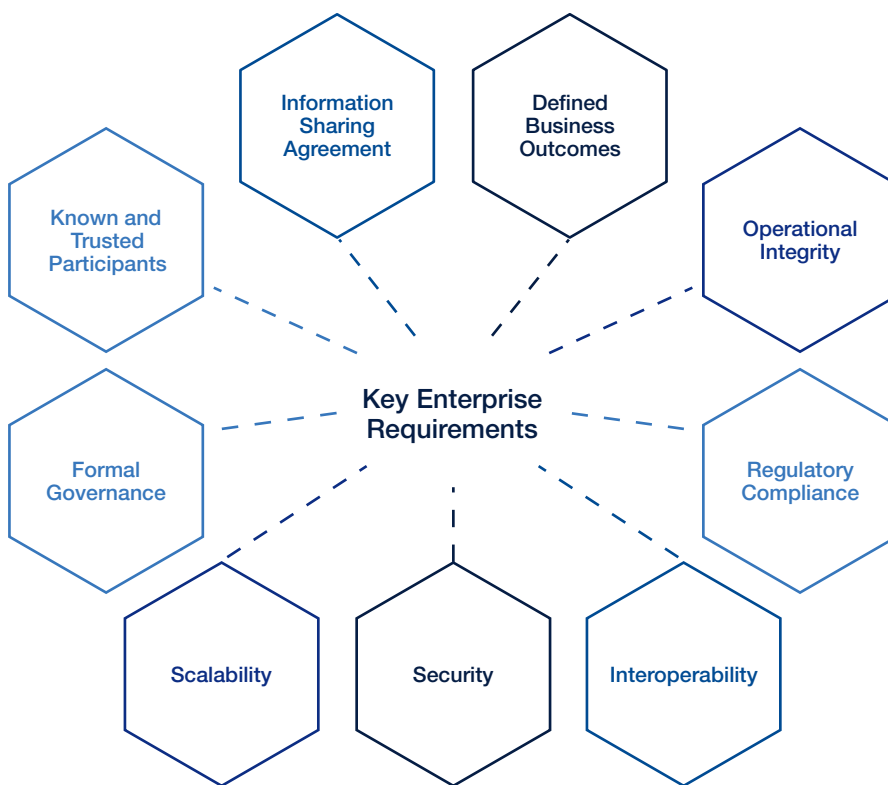 Information
Sharing
Agreement
Defined
Business
Outcomes
Known and
Trusted
Participants
Operational
Integrity
Key Enterprise
Requirements
Formal
Governance
Regulatory
Compliance
Scalability
Security
Interoperability